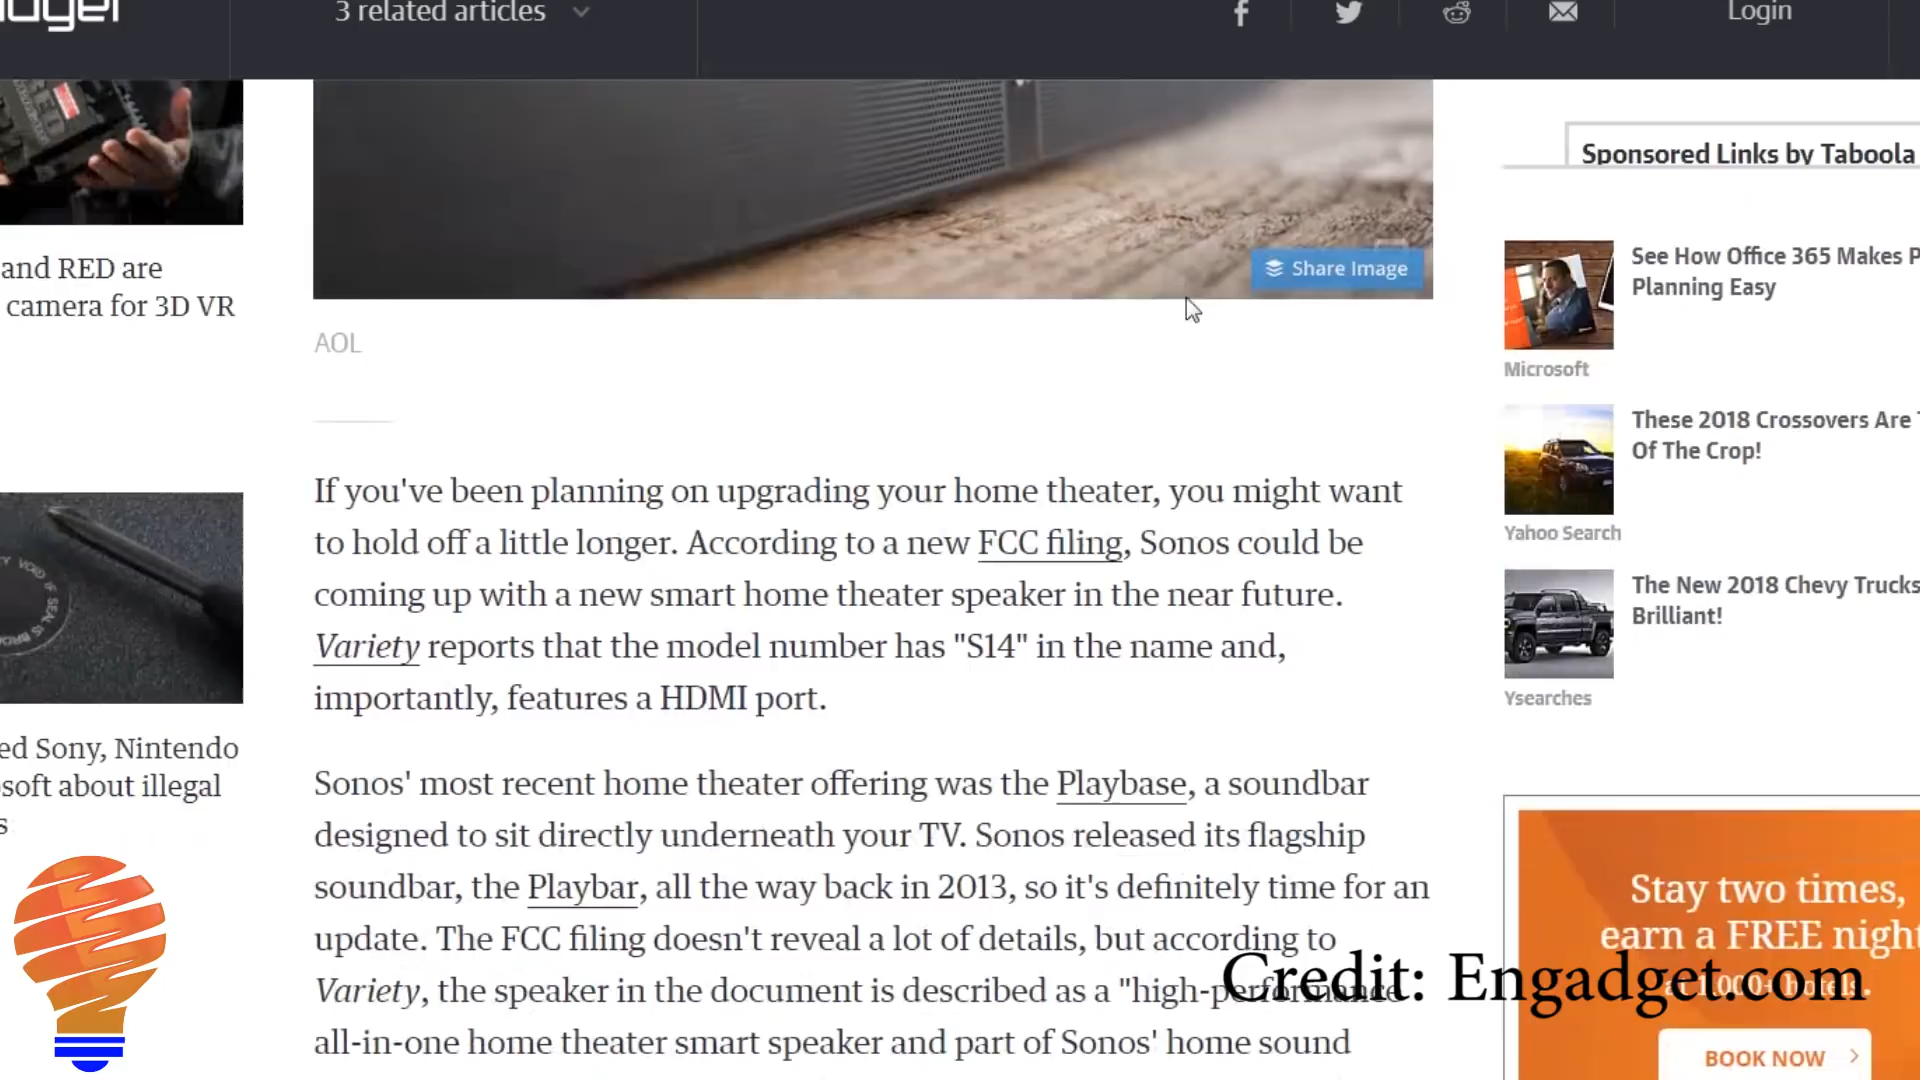 3 related articles
Login
and RED are
camera for 3D VR
ed Sony, Nintendo
soft about illegal
s
Share Image
AOL
If you've been planning on upgrading your home theater, you might want
to hold off a little longer. According to a new FCC filing, Sonos could be
coming up with a new smart home theater speaker in the near future.
Variety reports that the model number has "S14" in the name and,
importantly, features a HDMI port.
Sonos' most recent home theater offering was the Playbase, a soundbar
designed to sit directly underneath your TV. Sonos released its flagship
soundbar, the Playbar, all the way back in 2013, so it's definitely time for an
update. The FCC filing doesn't reveal a lot of details, but according to
Variety, the speaker in the document is described as a "high-performance
all-in-one home theater smart speaker and part of Sonos' home sound
Sponsored Links by Taboola
See How Office 365 Makes P
Planning Easy
Microsoft
These 2018 Crossovers Are T
Of The Crop!
Yahoo Search
The New 2018 Chevy Trucks
Brilliant!
Ysearches
Stay two times,
earn a FREE night
at 1,000+ hotels.
BOOK NOW
Credit: Engadget.com